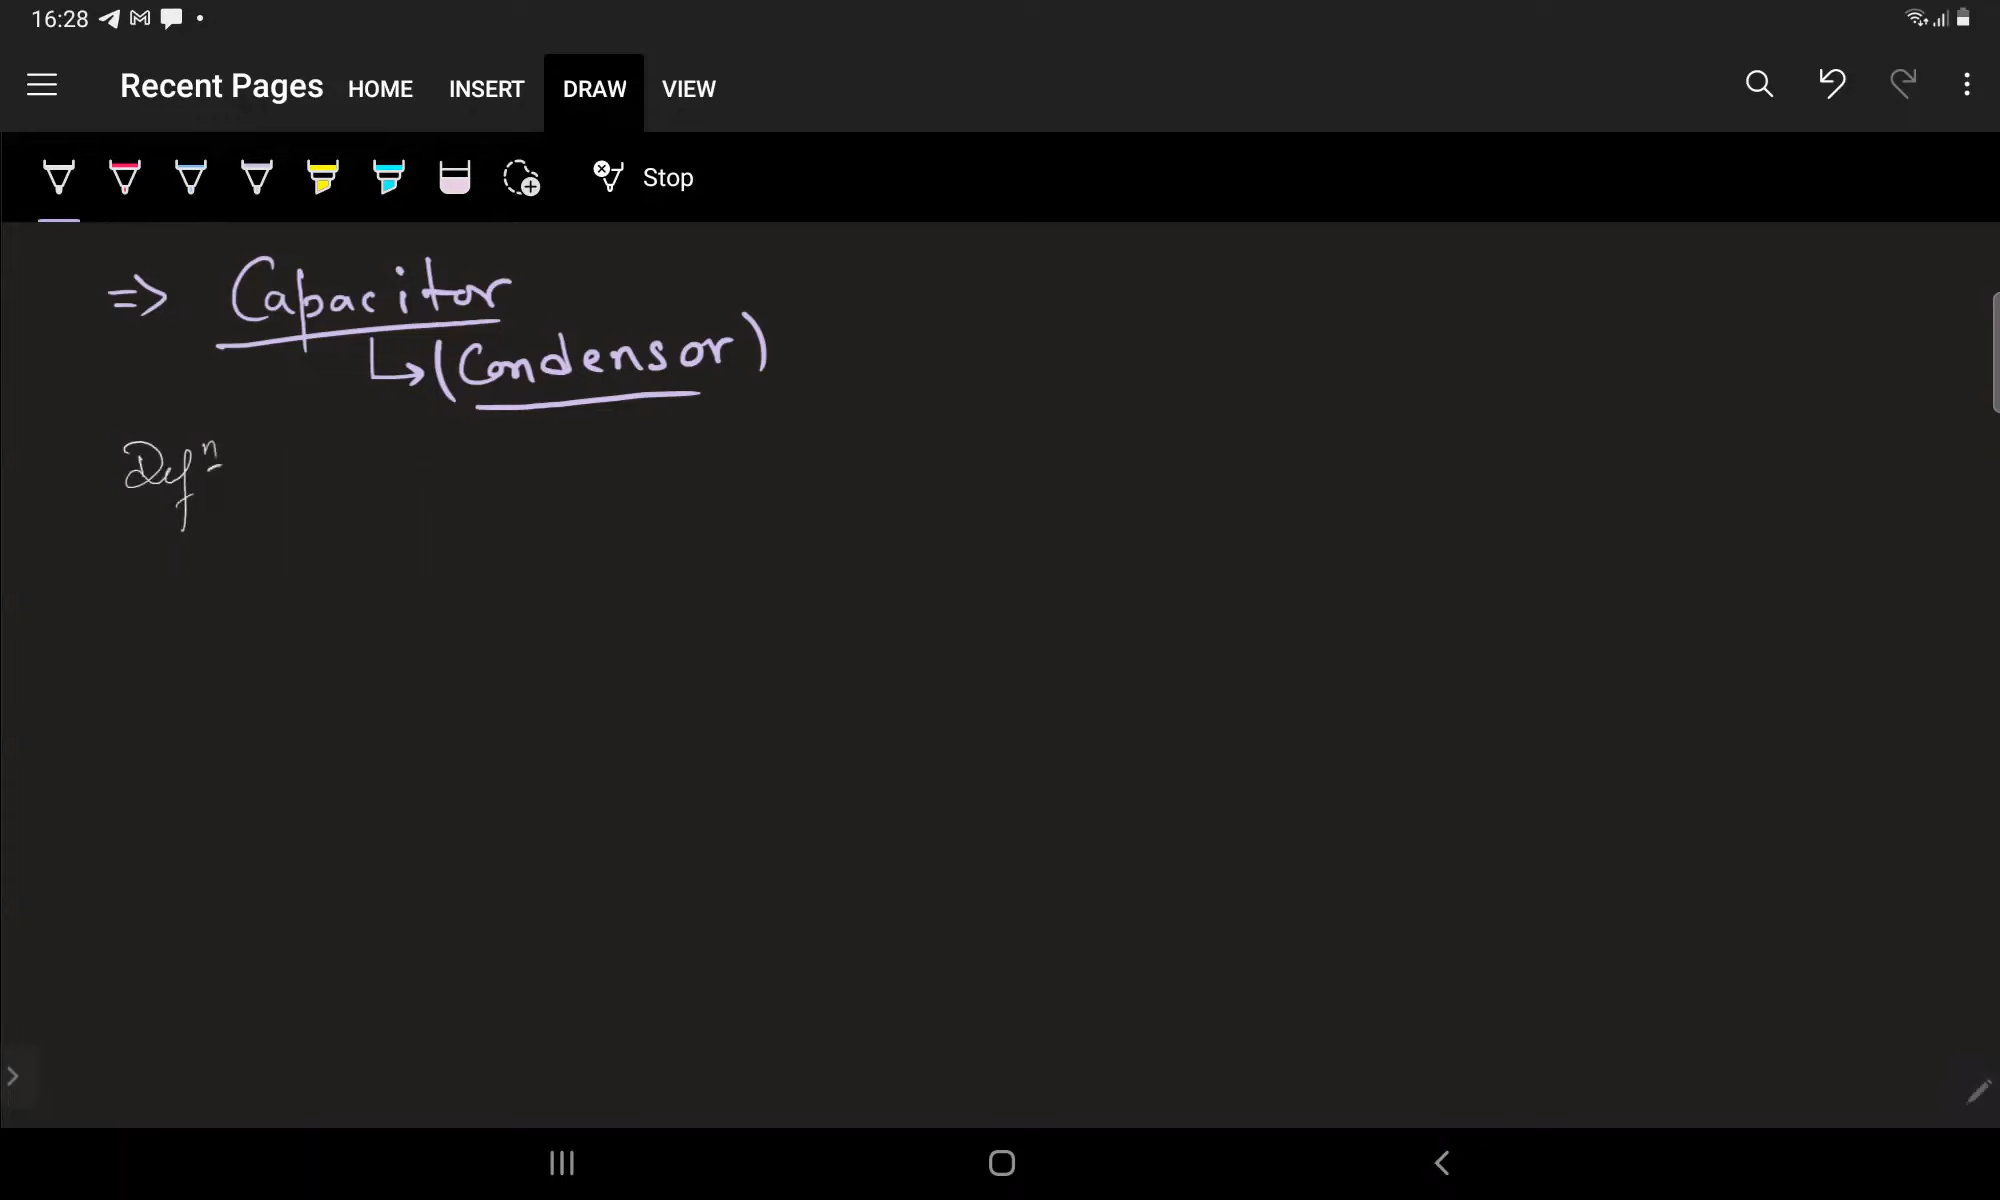 16:28
Recent Pages HOME INSERT DRAW VIEW
Stop
=> Capacitor
↳ (Condensor)
Defⁿ